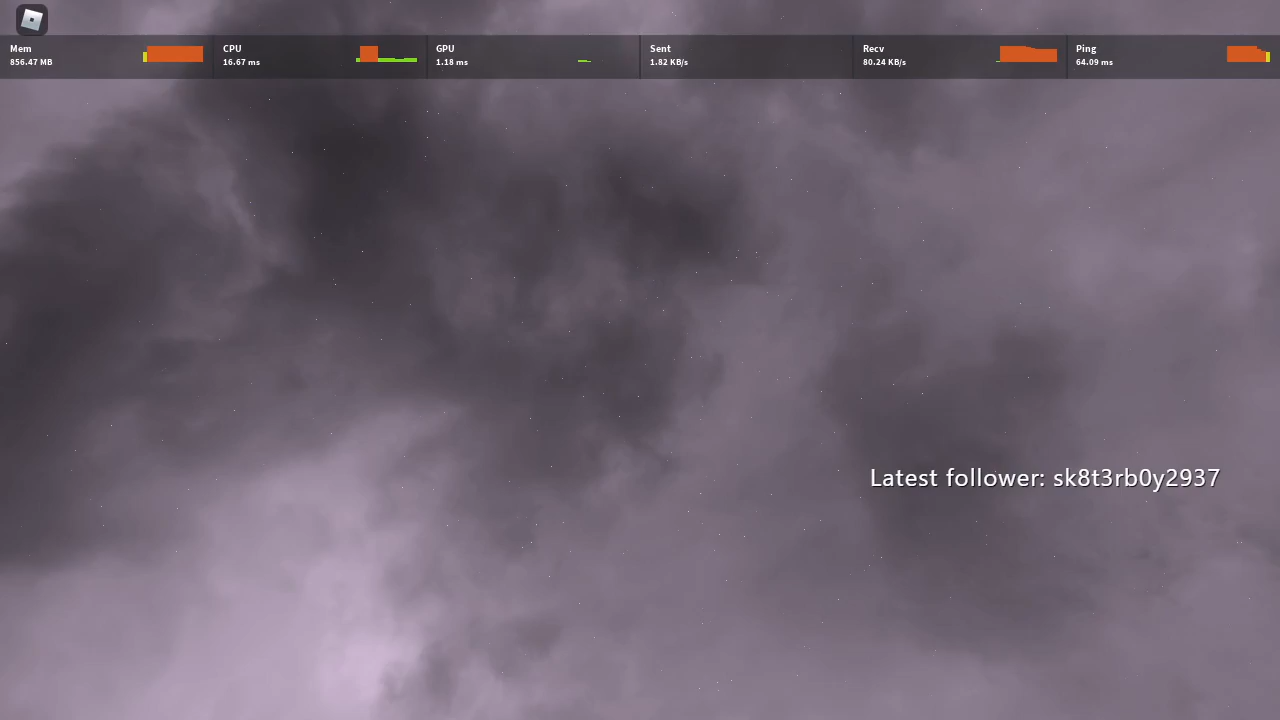 Mem CPU GPU Sent Recv Ping
856.47 MB 16.67 ms 1.18 ms 1.82 KB/s 80.24 KB/s 64.09 ms
Latest follower: sk8t3rb0y2937